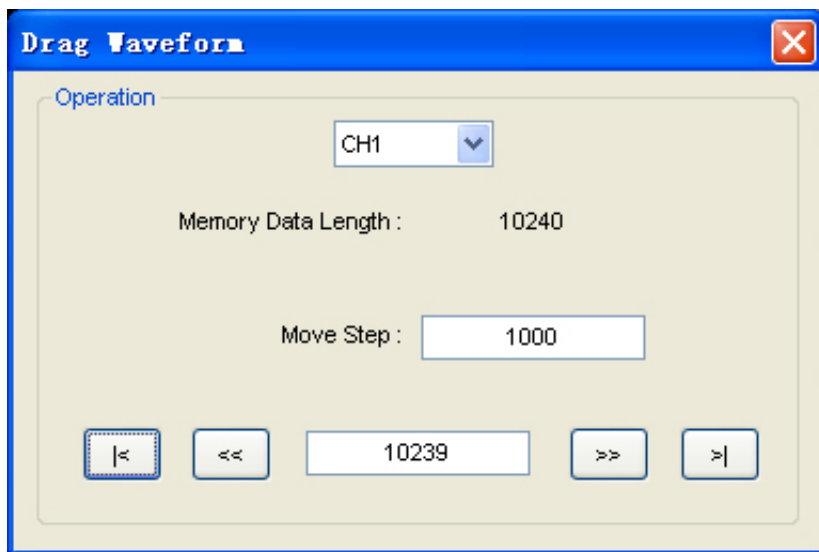 Drag Waveform
Operation
CH1
Memory Data Length : 10240
Move Step : 1000
|< << 10239 >> >|